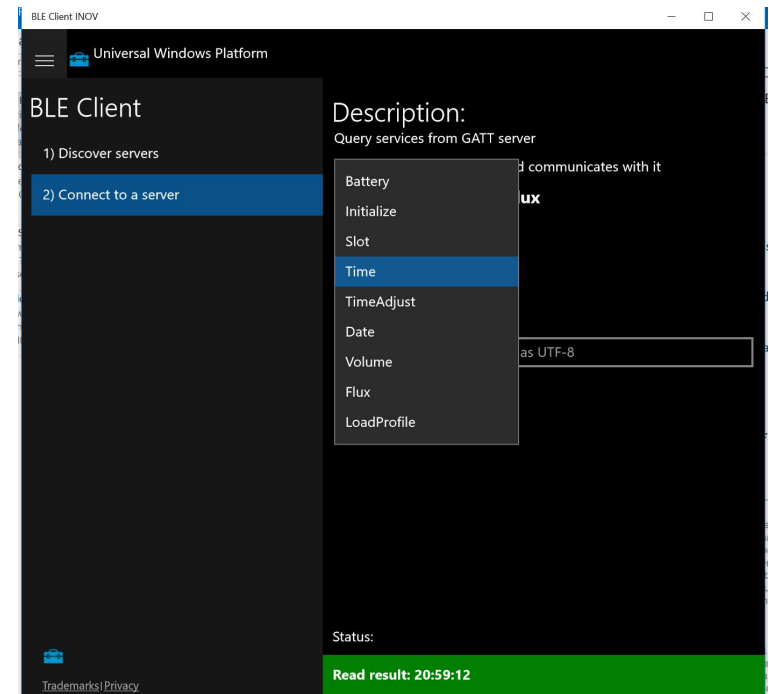 BLE Client INOV
Universal Windows Platform
BLE Client
1) Discover servers
2) Connect to a server
Trademarks|Privacy
Description:
Query services from GATT server
communicates with it
Battery
Initialize
Slot
Time
TimeAdjust
Date
Volume
Flux
LoadProfile
as UTF-8
Status:
Read result: 20:59:12